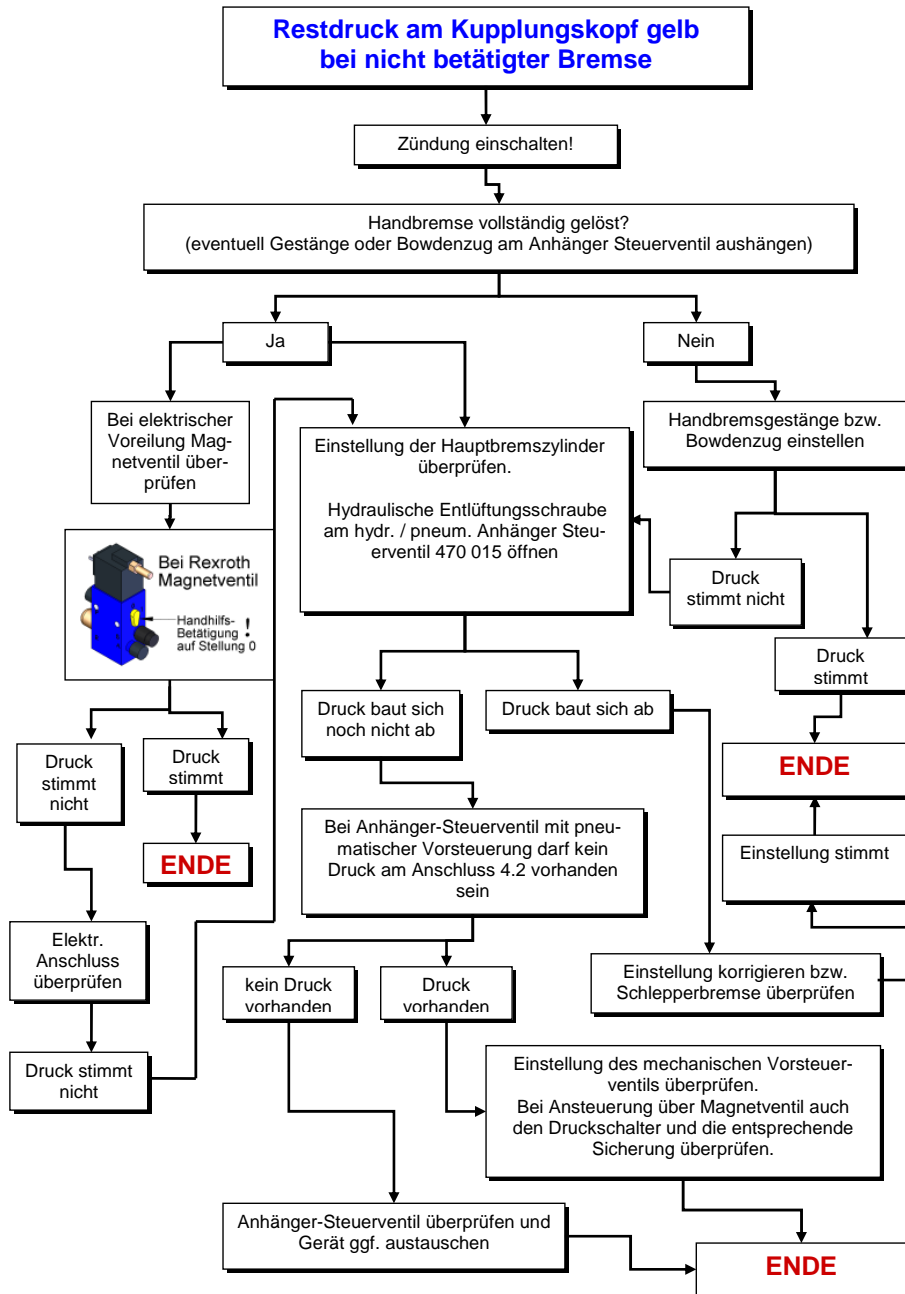 Restdruck am Kupplungskopf gelb
bei nicht betätigter Bremse
Zündung einschalten!
Handbremse vollständig gelöst?
(eventuell Gestänge oder Bowdenzug am Anhänger Steuerventil aushängen)
Ja
Nein
Bei elektrischer
Voreilung Mag-
netventil über-
prüfen
Einstellung der Hauptbremszylinder
überprüfen.
Hydraulische Entlüftungsschraube
am hydr. / pneum. Anhänger Steu-
erventil 470 015 öffnen
Handbremsgestänge bzw.
Bowdenzug einstellen
Bei Rexroth
Magnetventil
Handhilfs-
Betätigung !
auf Stellung 0
Druck
stimmt nicht
Druck
stimmt
Druck baut sich
noch nicht ab
Druck baut sich ab
Druck
stimmt
nicht
Druck
stimmt
ENDE
ENDE
Bei Anhänger-Steuerventil mit pneu-
matischer Vorsteuerung darf kein
Druck am Anschluss 4.2 vorhanden
sein
Einstellung stimmt
Elektr.
Anschluss
überprüfen
kein Druck
vorhanden
Druck
vorhanden
Einstellung korrigieren bzw.
Schlepperbremse überprüfen
Druck stimmt
nicht
Einstellung des mechanischen Vorsteuer-
ventils überprüfen.
Bei Ansteuerung über Magnetventil auch
den Druckschalter und die entsprechende
Sicherung überprüfen.
Anhänger-Steuerventil überprüfen und
Gerät ggf. austauschen
ENDE